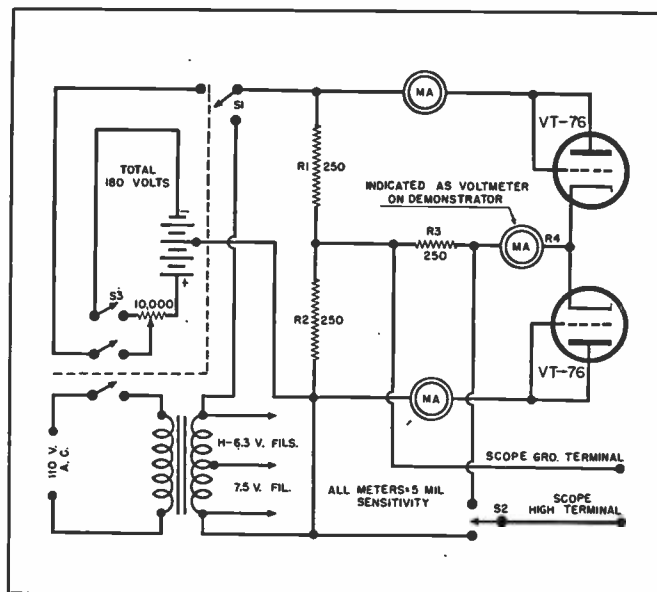 S1
MA
VT-76
TOTAL
180 VOLTS
R1
250
INDICATED AS VOLTMETER
ON DEMONSTRATOR
R3
250
MA
R4
-
+
S3
10,000
R2
250
VT-76
MA
110 V.
A.C.
H-6.3 V. FILS.
7.5 V. FIL.
ALL METERS=5 MIL
SENSITIVITY
SCOPE GRD. TERMINAL
S2
SCOPE
HIGH TERMINAL